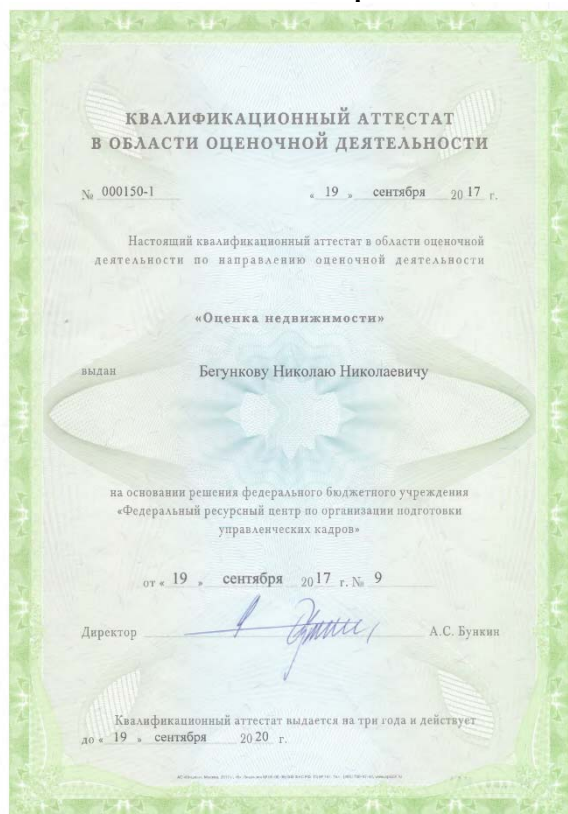 КВАЛИФИКАЦИОННЫЙ АТТЕСТАТ
В ОБЛАСТИ ОЦЕНОЧНОЙ ДЕЯТЕЛЬНОСТИ
№ 000150-1 « 19 » сентября 20 17 г.
Настоящий квалификационный аттестат в области оценочной
деятельности по направлению оценочной деятельности
«Оценка недвижимости»
выдан Бегункову Николаю Николаевичу
на основании решения федерального бюджетного учреждения
«Федеральный ресурсный центр по организации подготовки
управленческих кадров»
от « 19 » сентября 20 17 г. № 9
Директор А.С. Бункин
Квалификационный аттестат выдается на три года и действует
до « 19 » сентября 20 20 г.